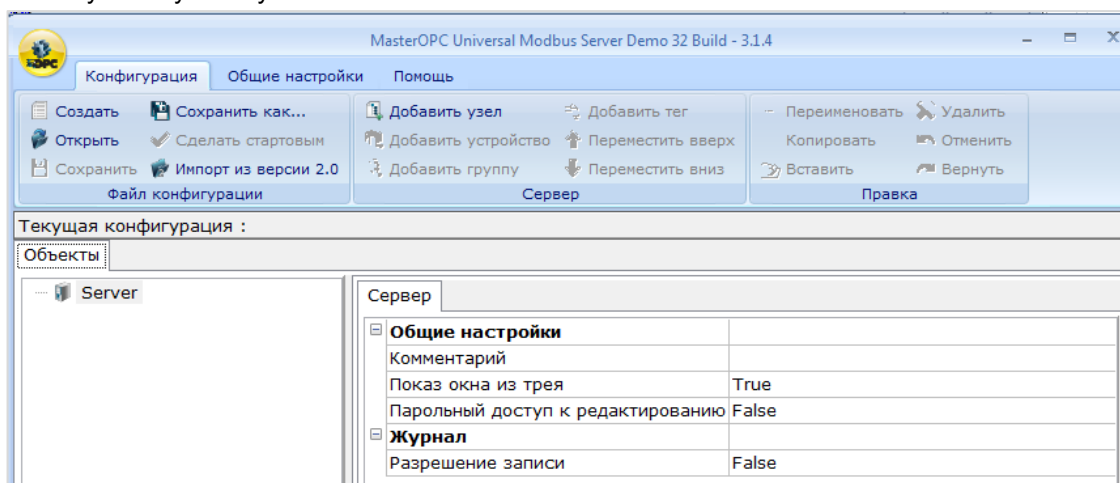 MasterOPC Universal Modbus Server Demo 32 Build - 3.1.4
Конфигурация Общие настройки Помощь
Создать Сохранить как... Добавить узел Добавить тег Переименовать Удалить
Открыть Сделать стартовым Добавить устройство Переместить вверх Копировать Отменить
Сохранить Импорт из версии 2.0 Добавить группу Переместить вниз Вставить Вернуть
Файл конфигурации Сервер Правка
Текущая конфигурация :
Объекты
Server
Сервер
Общие настройки
Комментарий
Показ окна из трея True
Парольный доступ к редактированию False
Журнал
Разрешение записи False